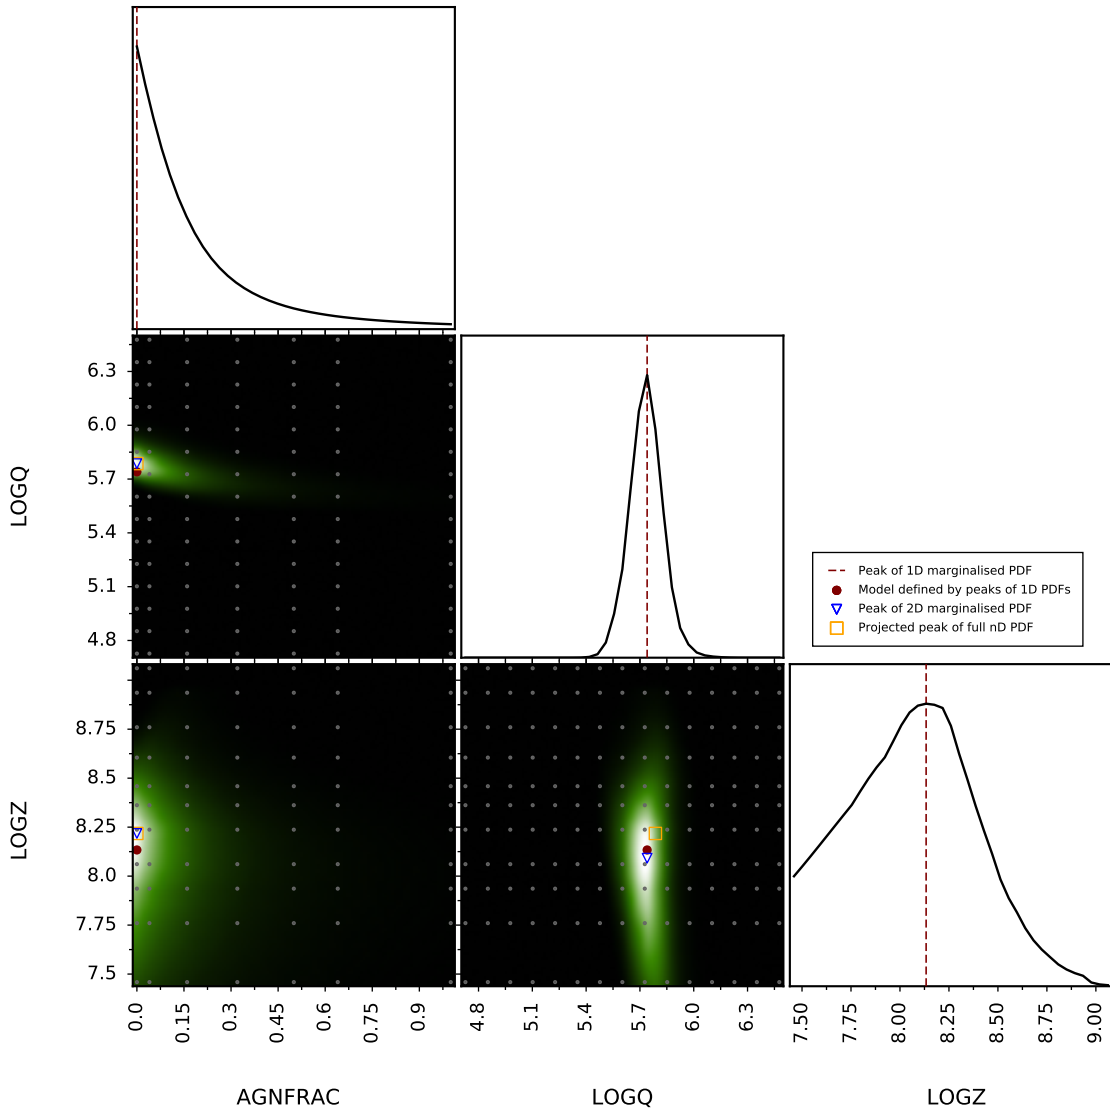 LOGQ
6.3
6.0
5.7
5.4
5.1
4.8
Peak of 1D marginalised PDF
Model defined by peaks of 1D PDFs
Peak of 2D marginalised PDF
Projected peak of full nD PDF
LOGZ
8.75
8.5
8.25
8.0
7.75
7.5
0.0 0.15 0.3 0.45 0.6 0.75 0.9
4.8 5.1 5.4 5.7 6.0 6.3
7.50 7.75 8.00 8.25 8.50 8.75 9.00
AGNFRAC LOGQ LOGZ